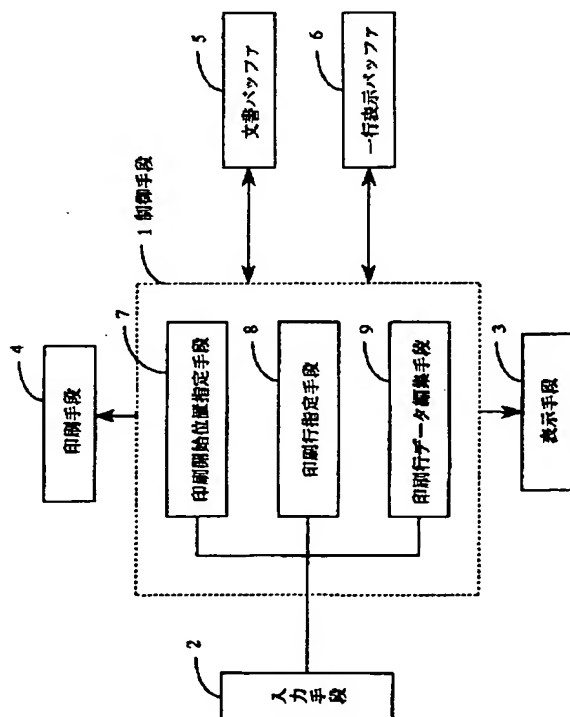 4
印刷手段
1 制御手段
5
文書バッファ
6
一行表示バッファ
7
印刷開始位置指定手段
8
印刷行指定手段
9
印刷行データ編集手段
2
入力手段
3
表示手段